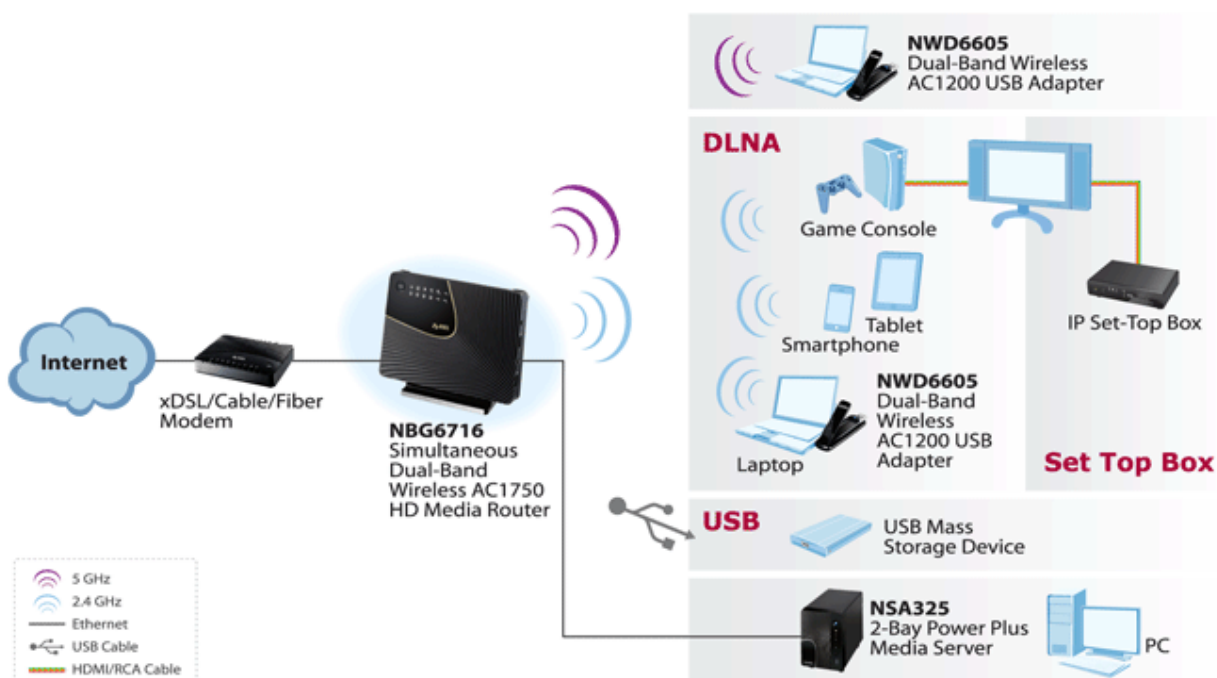 NWD6605
Dual-Band Wireless
AC1200 USB Adapter
DLNA
Game Console
Tablet
Smartphone
IP Set-Top Box
Internet
xDSL/Cable/Fiber
Modem
NBG6716
Simultaneous
Dual-Band
Wireless AC1750
HD Media Router
NWD6605
Dual-Band
Wireless
AC1200 USB
Adapter
Laptop
Set Top Box
USB
USB Mass
Storage Device
NSA325
2-Bay Power Plus
Media Server
PC
5 GHz
2.4 GHz
Ethernet
USB Cable
HDMI/RCA Cable